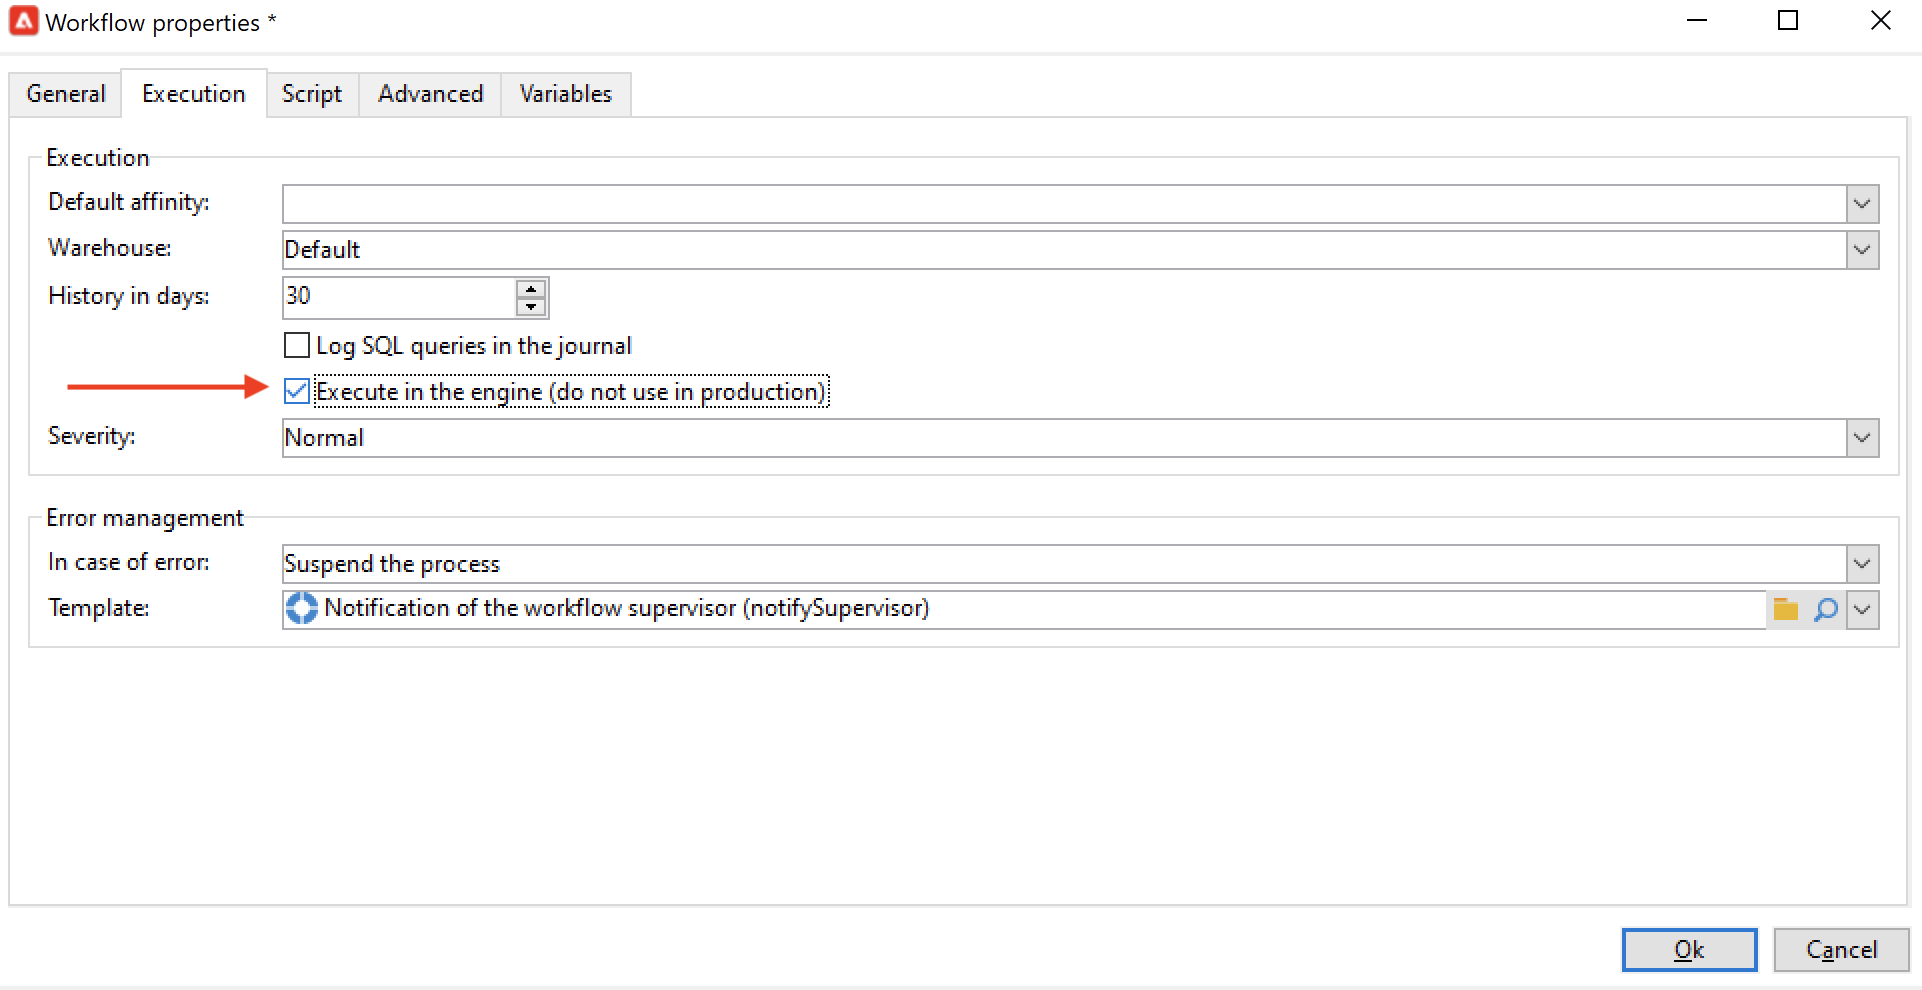 Workflow properties *
General Execution Script Advanced Variables
Execution
Default affinity:
Warehouse: Default
History in days: 30
Log SQL queries in the journal
Execute in the engine (do not use in production)
Severity: Normal
Error management
In case of error: Suspend the process
Template: Notification of the workflow supervisor (notifySupervisor)
Ok Cancel